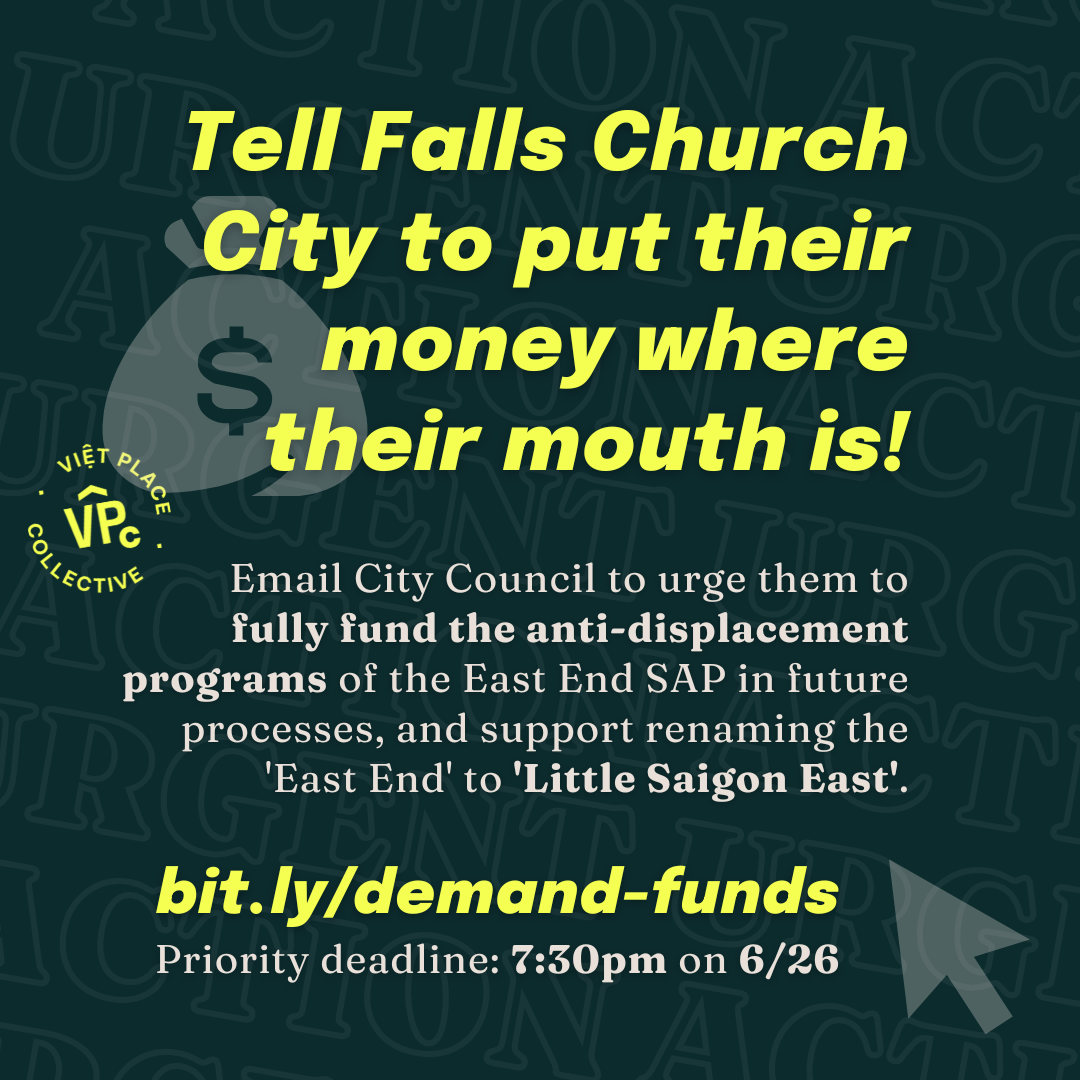 Tell Falls Church
City to put their
money where
their mouth is!
$
VIỆT PLACE
VPc
COLLECTIVE
Email City Council to urge them to
fully fund the anti-displacement
programs of the East End SAP in future
processes, and support renaming the
'East End' to 'Little Saigon East'.
bit.ly/demand-funds
Priority deadline: 7:30pm on 6/26
URGENT ACTION